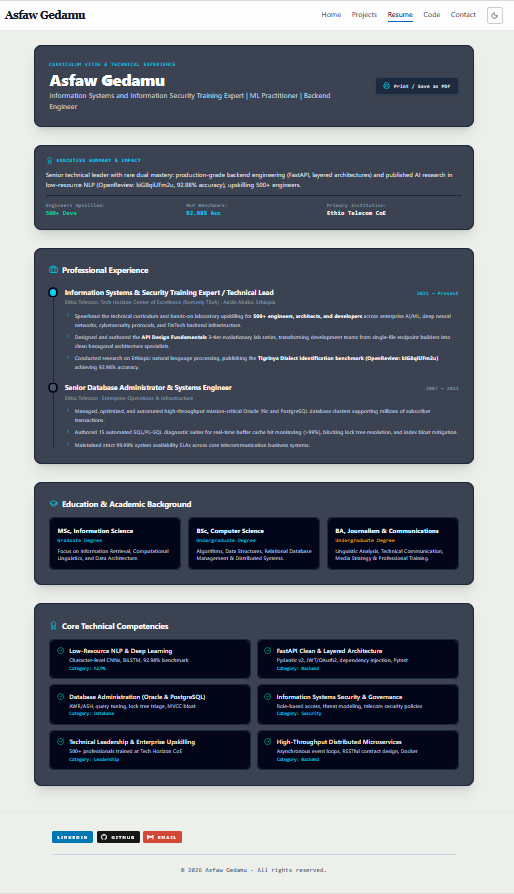 Asfaw Gedamu
Home Projects Resume Code Contact
CURRICULUM VITAE & TECHNICAL EXPERIENCE
Asfaw Gedamu
Information Systems and Information Security Training Expert | ML Practitioner | Backend
Engineer
Print / Save as PDF
EXECUTIVE SUMMARY & IMPACT
Senior technical leader with rare dual mastery: production-grade backend engineering (FastAPI, layered architectures) and published AI research in
low-resource NLP (OpenReview: kiG8qiUFm2u, 92.98% accuracy), upskilling 500+ engineers.
Engineers Upskilled: NLP Benchmark: Primary Institution:
500+ Devs 92.98% Acc Ethio Telecom CoE
Professional Experience
Information Systems & Security Training Expert / Technical Lead
2021 — Present
Ethio Telecom, Tech Horizon Center of Excellence (formerly TExA) · Addis Ababa, Ethiopia
Spearhead the technical curriculum and hands-on laboratory upskilling for 500+ engineers, architects, and developers across enterprise AI/ML, deep neural
networks, cybersecurity protocols, and FinTech backend infrastructure.
Designed and authored the API Design Fundamentals 3-tier evolutionary lab series, transforming development teams from single-file endpoint builders into
clean hexagonal architecture specialists.
Conducted research on Ethiopic natural language processing, publishing the Tigrinya Dialect Identification benchmark (OpenReview: kiG8qiUFm2u)
achieving 92.98% accuracy.
Senior Database Administrator & Systems Engineer
2007 — 2021
Ethio Telecom · Enterprise Operations & Infrastructure
Managed, optimized, and automated high-throughput mission-critical Oracle 19c and PostgreSQL database clusters supporting millions of subscriber
transactions.
Authored 15 automated SQL/PL-SQL diagnostic suites for real-time buffer cache hit monitoring (>99%), blocking lock tree resolution, and index bloat mitigation.
Maintained strict 99.99% system availability SLAs across core telecommunication business systems.
Education & Academic Background
MSc, Information Science
Graduate Degree
Focus on Information Retrieval, Computational
Linguistics, and Data Architecture.
BSc, Computer Science
Undergraduate Degree
Algorithms, Data Structures, Relational Database
Management & Distributed Systems.
BA, Journalism & Communications
Undergraduate Degree
Linguistic Analysis, Technical Communication,
Media Strategy & Professional Training.
Core Technical Competencies
Low-Resource NLP & Deep Learning
Character-level CNNs, BiLSTM, 92.98% benchmark
Category: AI/ML
FastAPI Clean & Layered Architecture
Pydantic v2, JWT/OAuth2, dependency injection, Pytest
Category: Backend
Database Administration (Oracle & PostgreSQL)
AWR/ASH, query tuning, lock tree triage, MVCC bloat
Category: Database
Information Systems Security & Governance
Role-based access, threat modeling, telecom security policies
Category: Security
Technical Leadership & Enterprise Upskilling
500+ professionals trained at Tech Horizon CoE
Category: Leadership
High-Throughput Distributed Microservices
Asynchronous event loops, RESTful contract design, Docker
Category: Backend
LINKEDIN GITHUB EMAIL
© 2026 Asfaw Gedamu - All rights reserved.